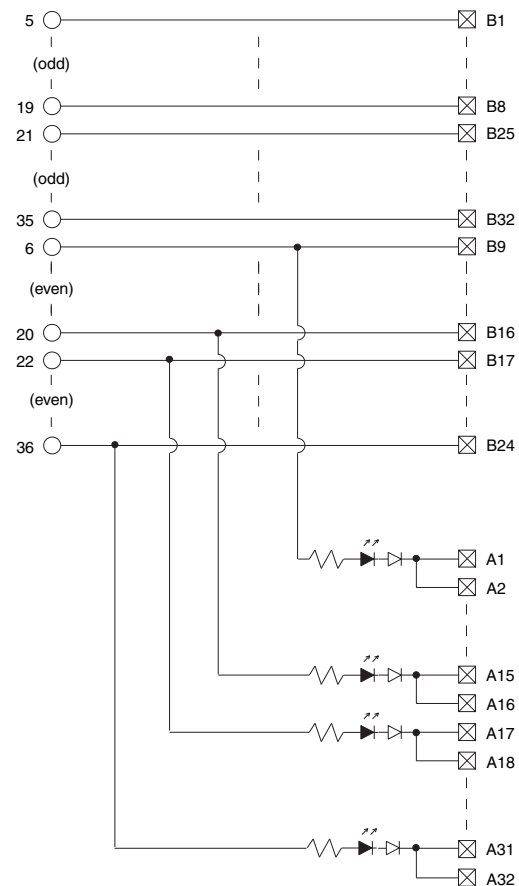 5 B1
(odd)
19 B8
21 B25
(odd)
35 B32
6 B9
(even)
20 B16
22 B17
(even)
36 B24
A1
A2
A15
A16
A17
A18
A31
A32